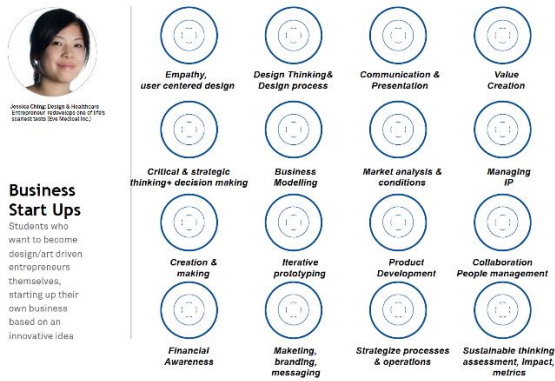 Jessica Ching: Design & Healthcare
Entrepreneur redevelops one of life's
scariest tests (Eve Medical Inc.)
Business
Start Ups
Students who
want to become
design/art driven
entrepreneurs
themselves,
starting up their
own business
based on an
innovative idea
Empathy,
user centered design
Design Thinking&
Design process
Communication &
Presentation
Value
Creation
Critical & strategic
thinking+ decision making
Business
Modelling
Market analysis &
conditions
Managing
IP
Creation &
making
Iterative
prototyping
Product
Development
Collaboration
People management
Financial
Awareness
Maketing,
branding,
messaging
Strategize processes
& operations
Sustainable thinking
assessment, impact,
metrics